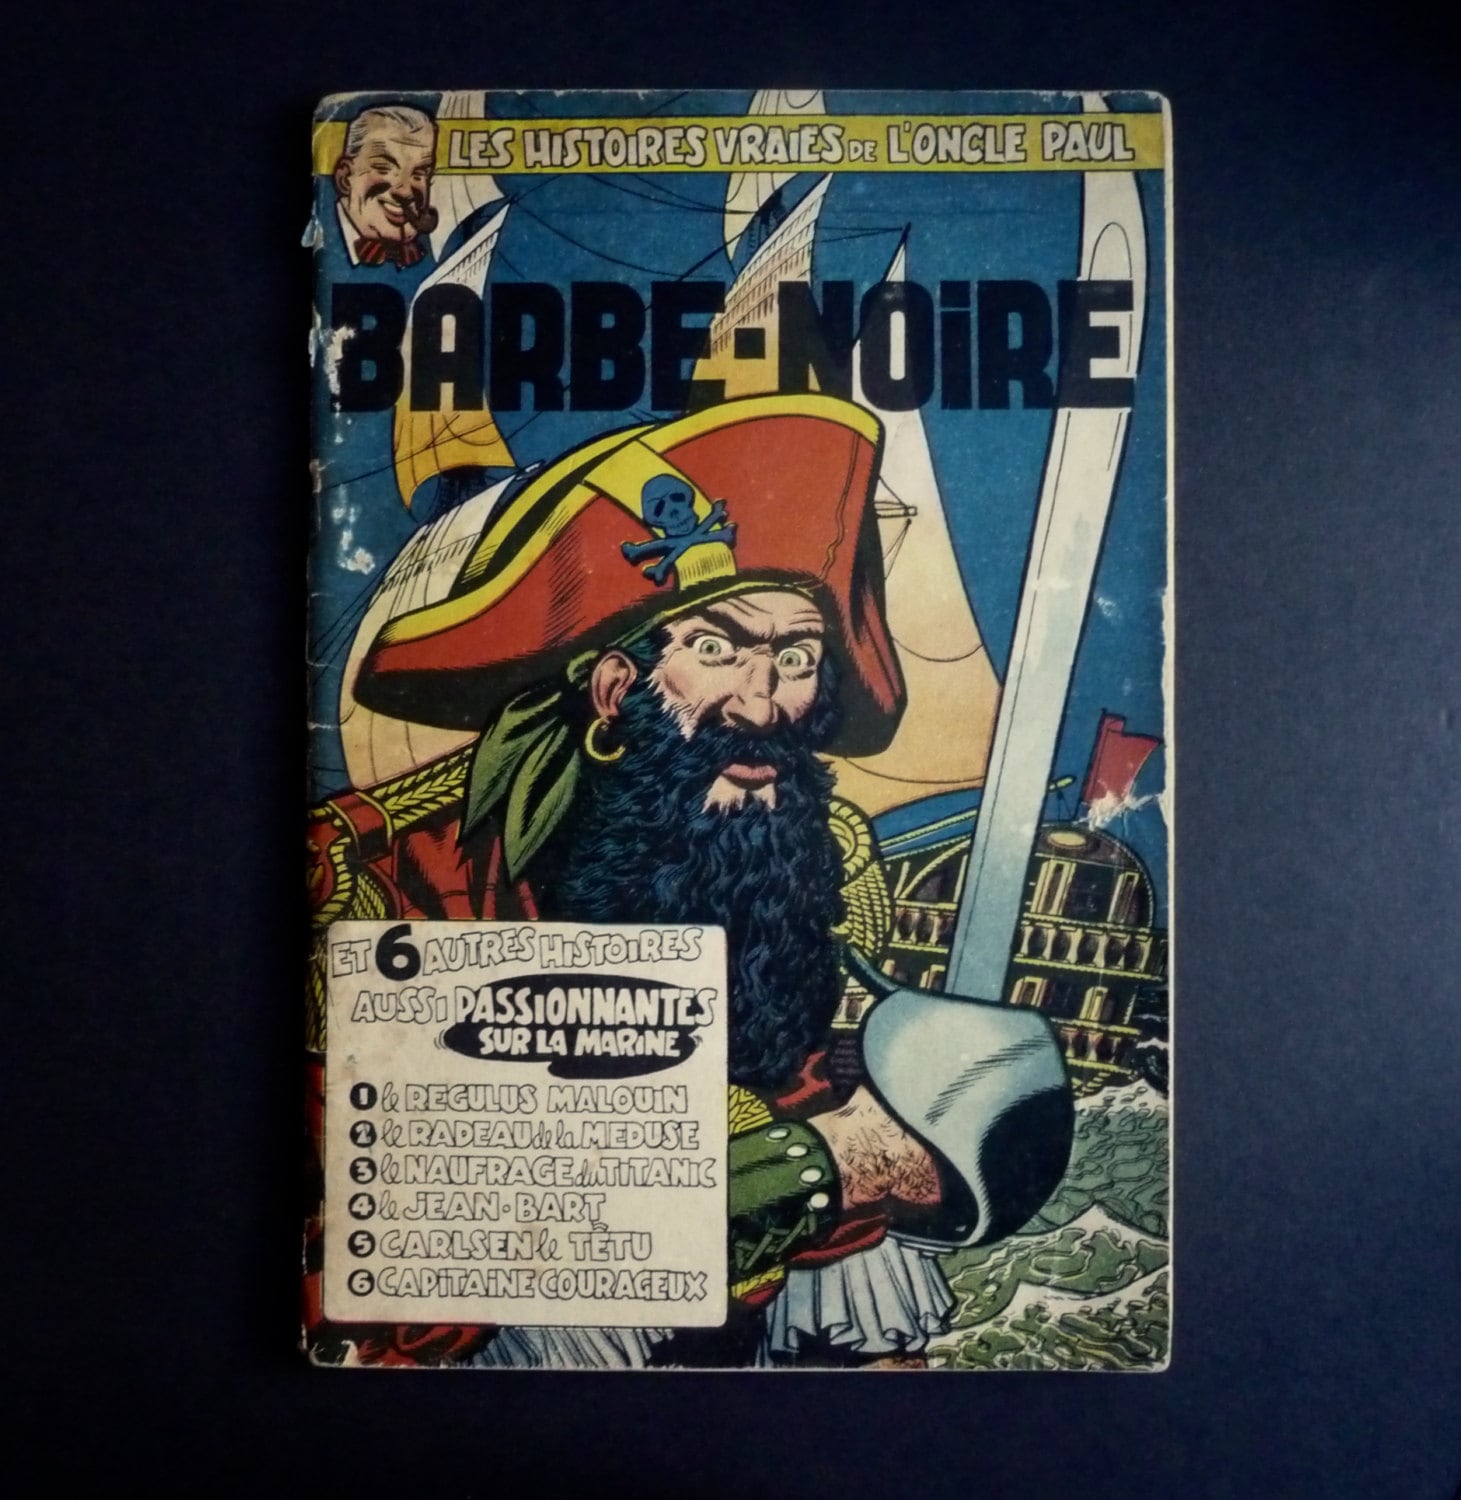 LES HISTOIRES VRAIES DE L'ONCLE PAUL
BARBE-NOIRE
ET 6 AUTRES HISTOIRES
AUSSI PASSIONNANTES
SUR LA MARINE
1 le REGULUS MALOUIN
2 le RADEAU de la MEDUSE
3 le NAUFRAGE du TITANIC
4 le JEAN-BART
5 CARLSEN le TÊTU
6 CAPITAINE COURAGEUX